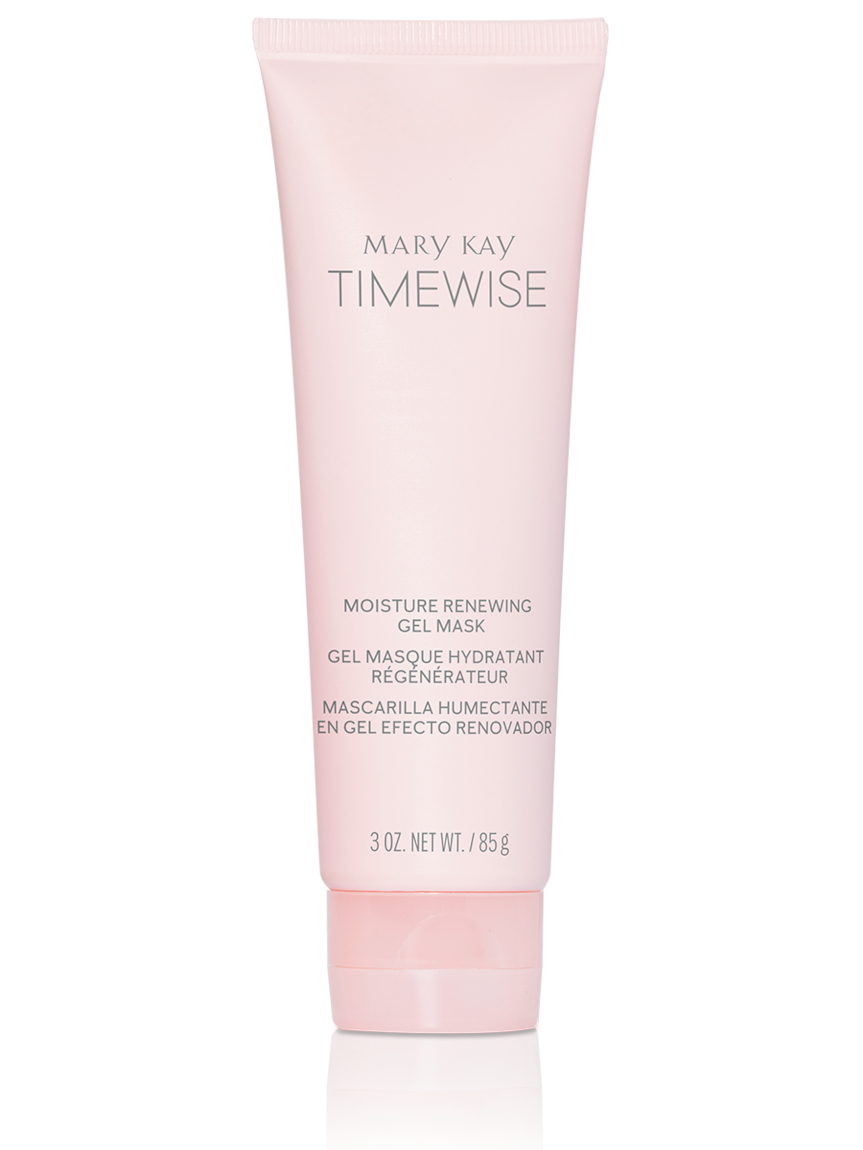 MARY KAY
TIMEWISE
MOISTURE RENEWING
GEL MASK
GEL MASQUE HYDRATANT
RÉGÉNÉRATEUR
MASCARILLA HUMECTANTE
EN GEL EFECTO RENOVADOR
3 OZ. NET WT. / 85 g